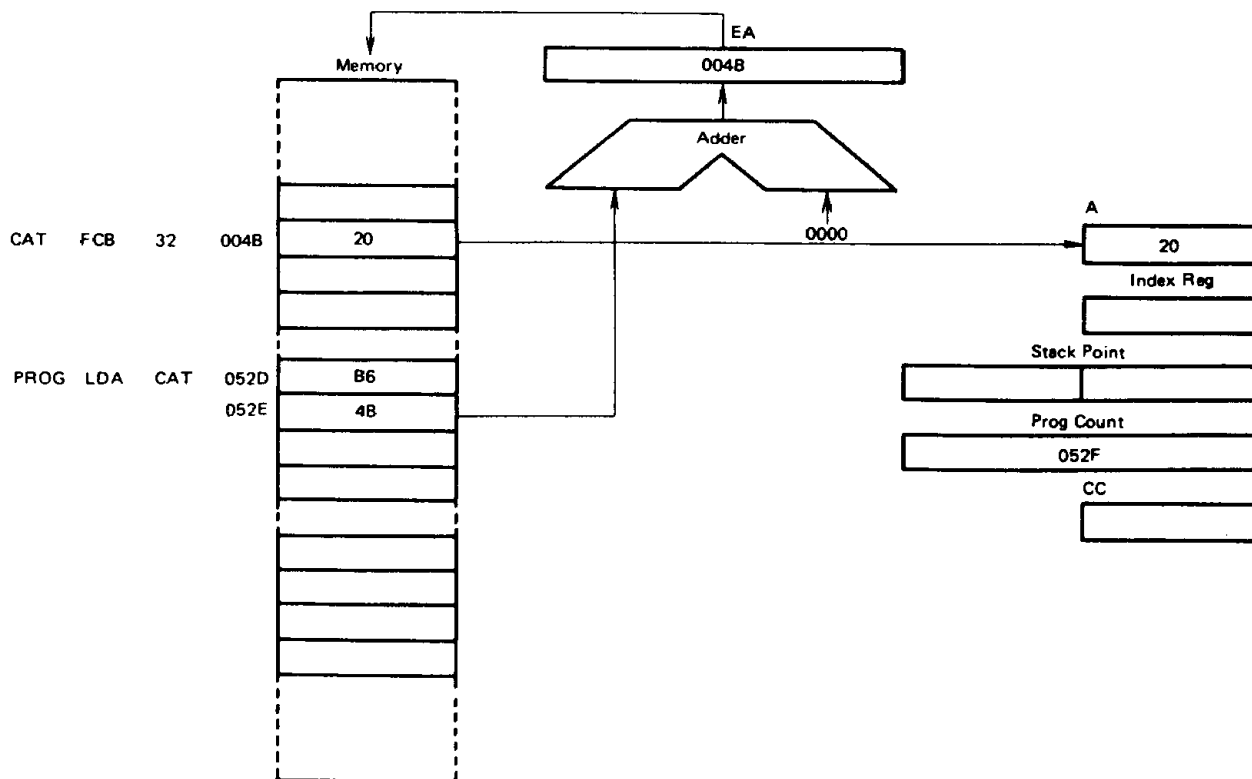 EA
004B
Memory
Adder
A
CAT FCB 32 004B 20 0000 20
Index Reg
Stack Point
PROG LDA CAT 052D B6
052E 4B
Prog Count
052F
CC